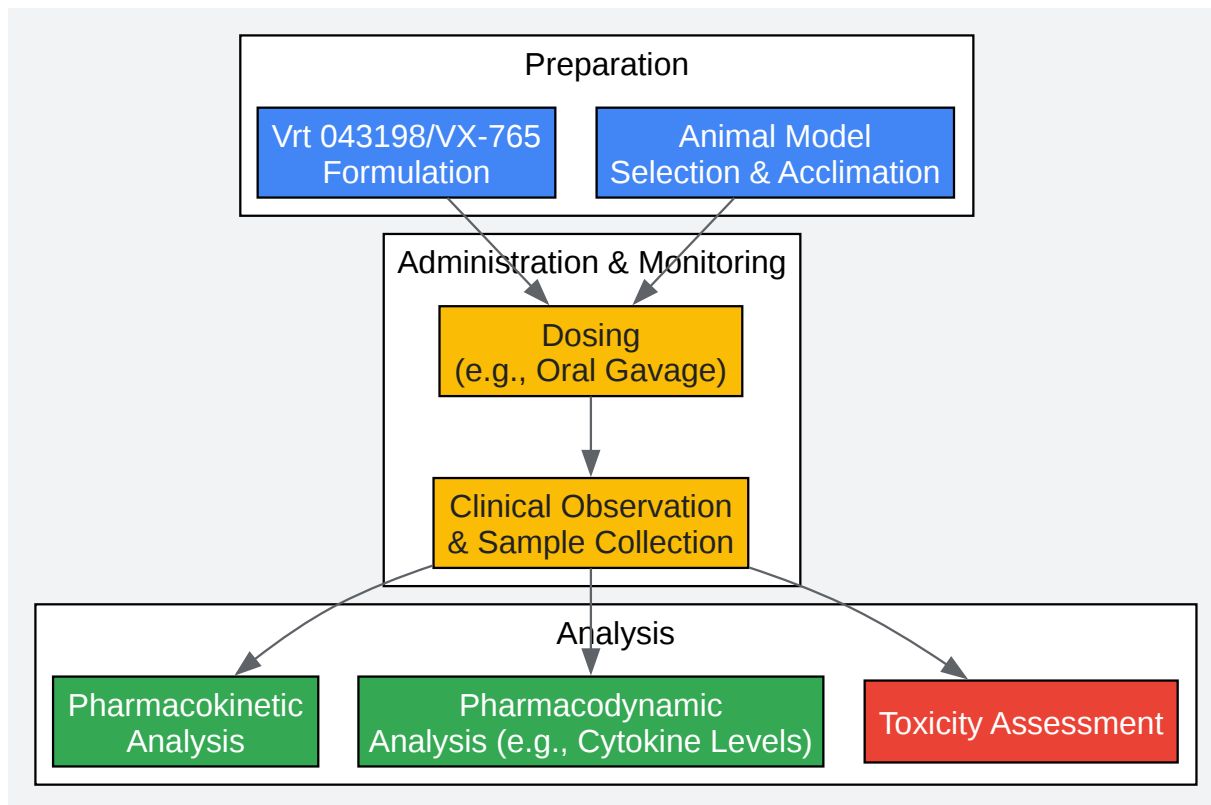 Preparation
Vrt 043198/VX-765
Formulation
Animal Model
Selection & Acclimation
Administration & Monitoring
Dosing
(e.g., Oral Gavage)
Clinical Observation
& Sample Collection
Analysis
Pharmacokinetic
Analysis
Pharmacodynamic
Analysis (e.g., Cytokine Levels)
Toxicity Assessment